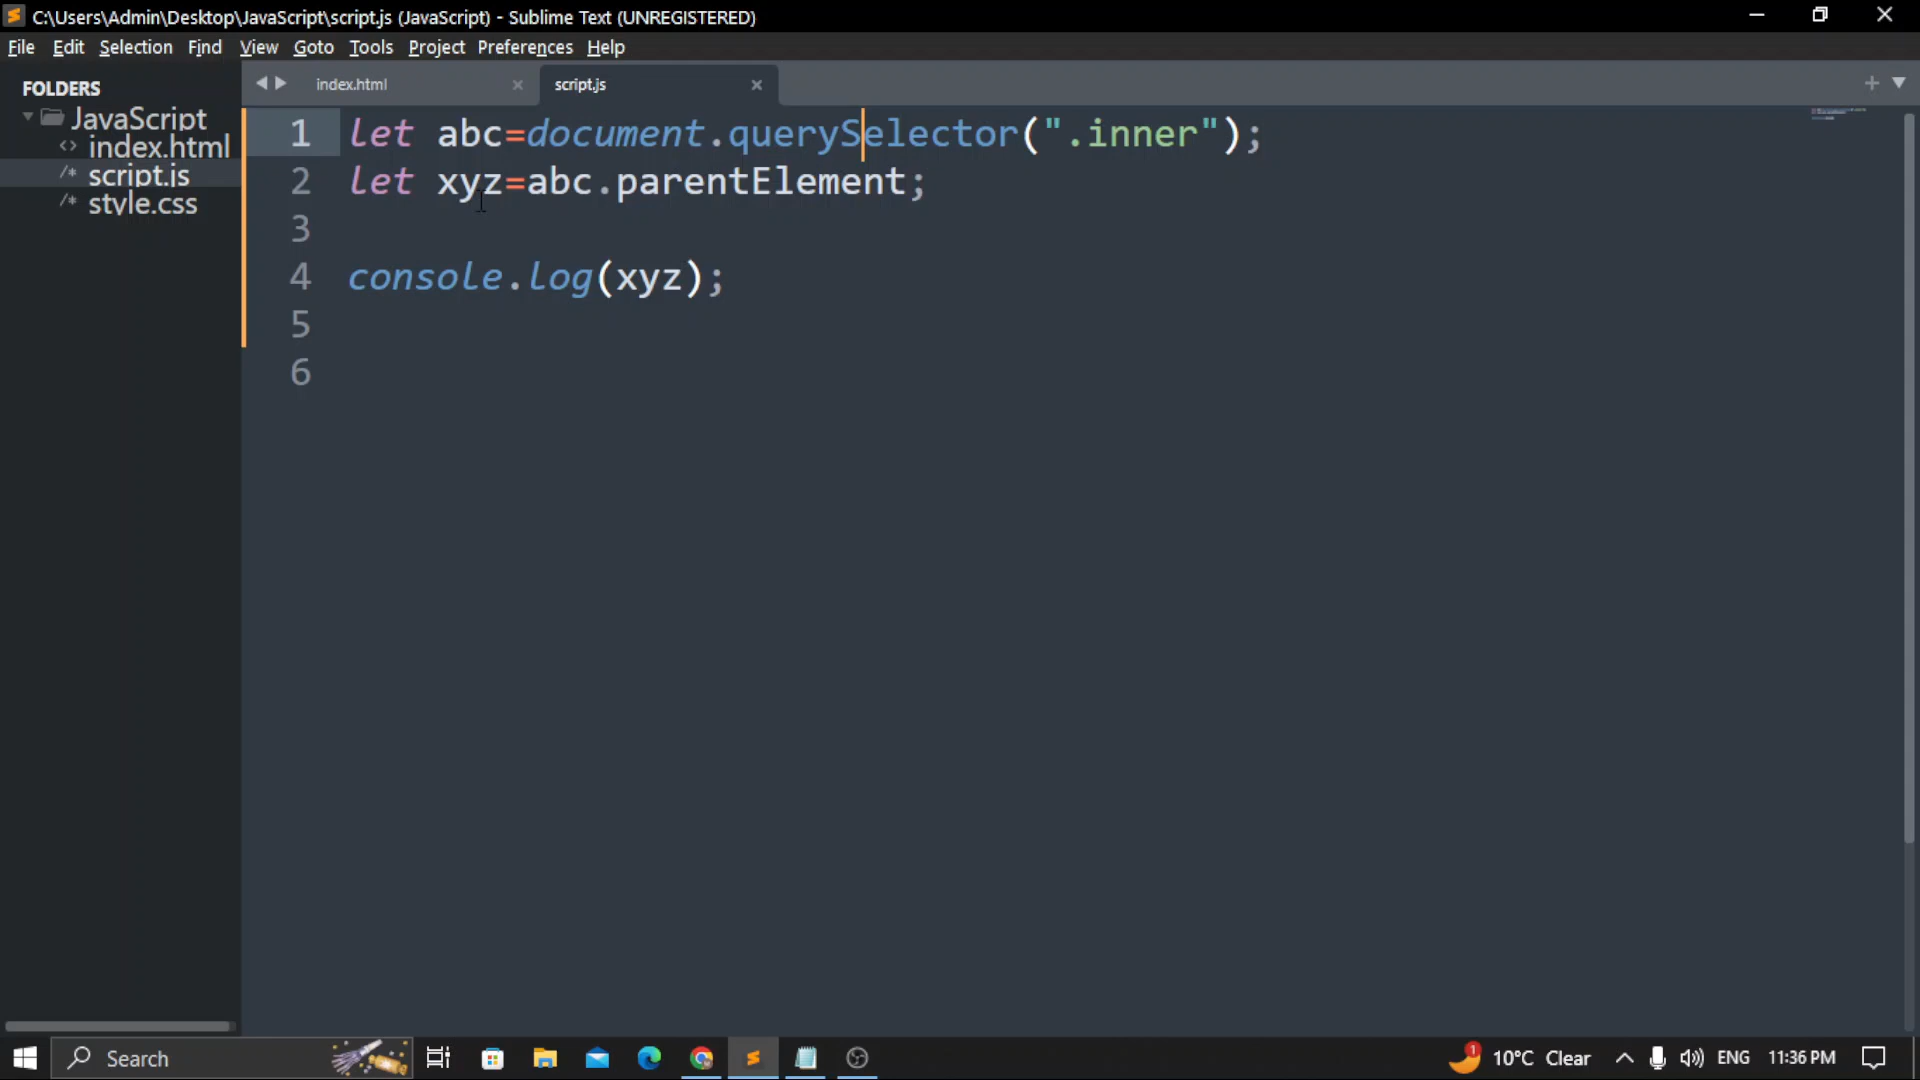 C:\Users\Admin\Desktop\JavaScript\script.js (JavaScript) - Sublime Text (UNREGISTERED)
File Edit Selection Find View Goto Tools Project Preferences Help
FOLDERS
JavaScript
<> index.html
/* script.js
/* style.css
index.html
script.js
1 let abc=document.querySelector(".inner");
2 let xyz=abc.parentElement;
3
4 console.log(xyz);
5
6
Search
1
10°C Clear
ENG
11:36 PM